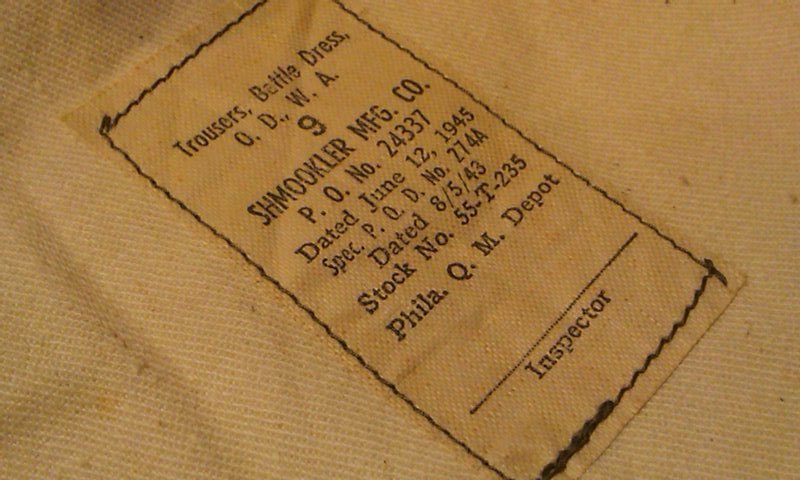 Trousers, Battle Dress,
O. D., W. A.
9
SHMOOKLER MFG. CO.
P. O. No. 24337
Dated June 12, 1945
Spec. P. Q. D. No. 274A
Dated 8/5/43
Stock No. 55-T-235
Phila. Q. M. Depot
Inspector